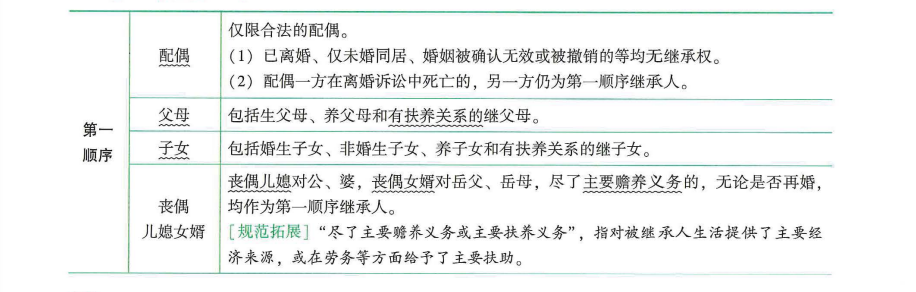 第一
顺序
配偶
仅限合法的配偶。
(1) 已离婚、仅未婚同居、婚姻被确认无效或被撤销的等均无继承权。
(2) 配偶一方在离婚诉讼中死亡的，另一方仍为第一顺序继承人。
父母
包括生父母、养父母和有扶养关系的继父母。
子女
包括婚生子女、非婚生子女、养子女和有扶养关系的继子女。
丧偶
儿媳女婿
丧偶儿媳对公、婆，丧偶女婿对岳父、岳母，尽了主要赡养义务的，无论是否再婚，
均作为第一顺序继承人。
[规范拓展]“尽了主要赡养义务或主要扶养义务”，指对被继承人生活提供了主要经
济来源，或在劳务等方面给予了主要扶助。